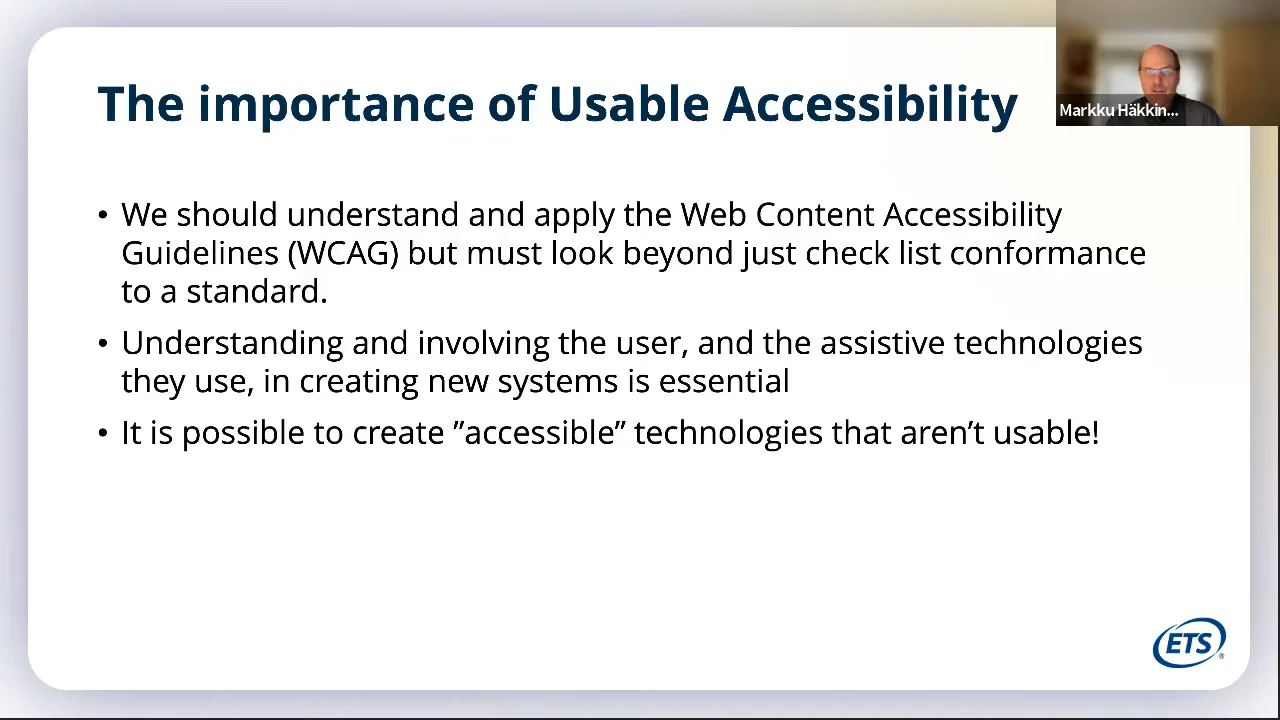 The importance of Usable Accessibility
Markku Häkkin...
• We should understand and apply the Web Content Accessibility
Guidelines (WCAG) but must look beyond just check list conformance
to a standard.
• Understanding and involving the user, and the assistive technologies
they use, in creating new systems is essential
• It is possible to create ”accessible” technologies that aren’t usable!
ETS®